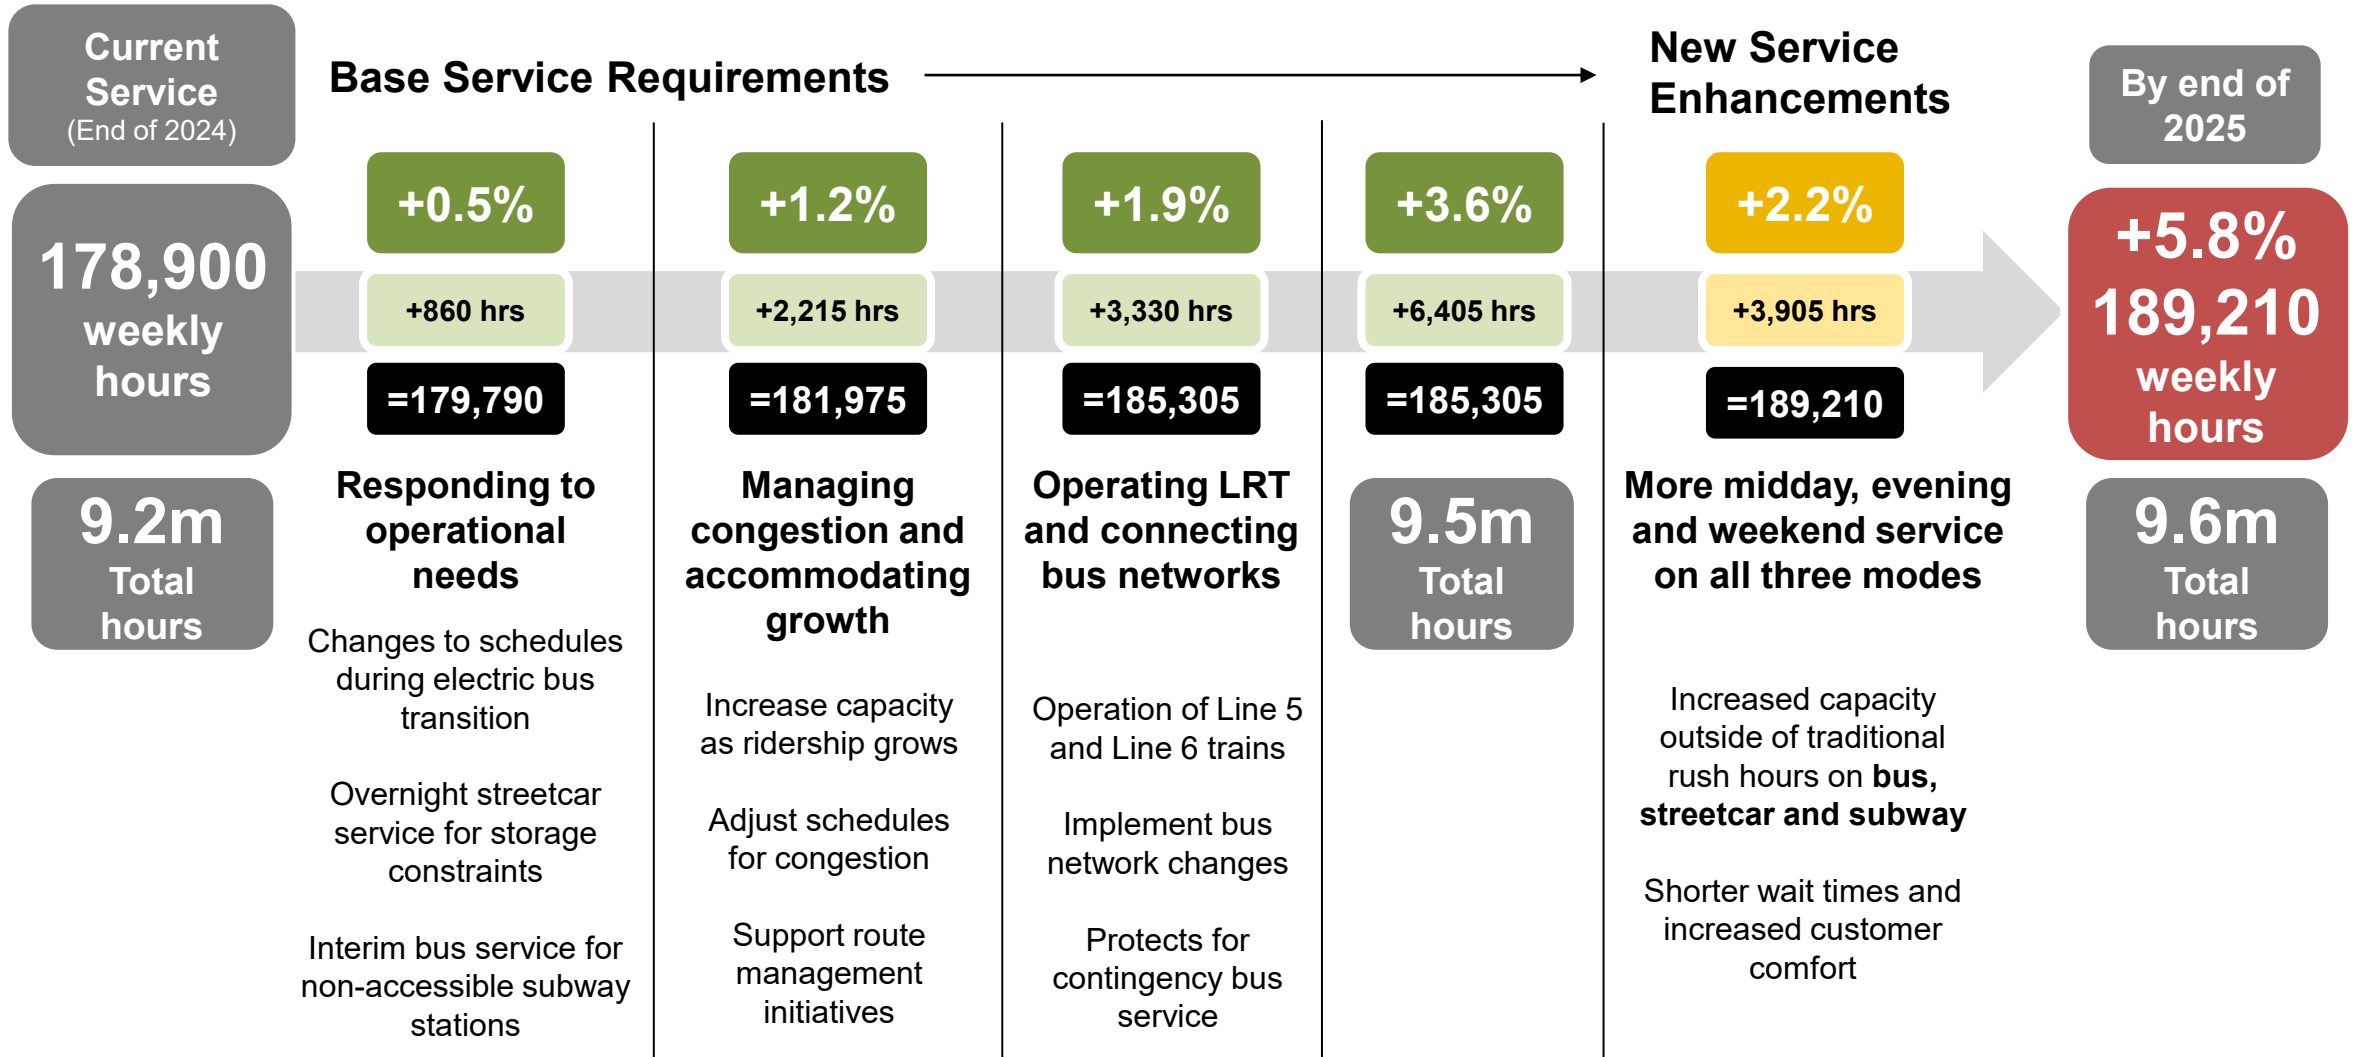 Current
Service
(End of 2024)
178,900
weekly
hours
9.2m
Total
hours
Base Service Requirements
+0.5%
+860 hrs
=179,790
Responding to
operational
needs
Changes to schedules
during electric bus
transition
Overnight streetcar
service for storage
constraints
Interim bus service for
non-accessible subway
stations
+1.2%
+2,215 hrs
=181,975
Managing
congestion and
accommodating
growth
Increase capacity
as ridership grows
Adjust schedules
for congestion
Support route
management
initiatives
+1.9%
+3,330 hrs
=185,305
Operating LRT
and connecting
bus networks
Operation of Line 5
and Line 6 trains
Implement bus
network changes
Protects for
contingency bus
service
+3.6%
+6,405 hrs
=185,305
9.5m
Total
hours
New Service
Enhancements
+2.2%
+3,905 hrs
=189,210
More midday, evening
and weekend service
on all three modes
Increased capacity
outside of traditional
rush hours on bus,
streetcar and subway
Shorter wait times and
increased customer
comfort
By end of
2025
+5.8%
189,210
weekly
hours
9.6m
Total
hours